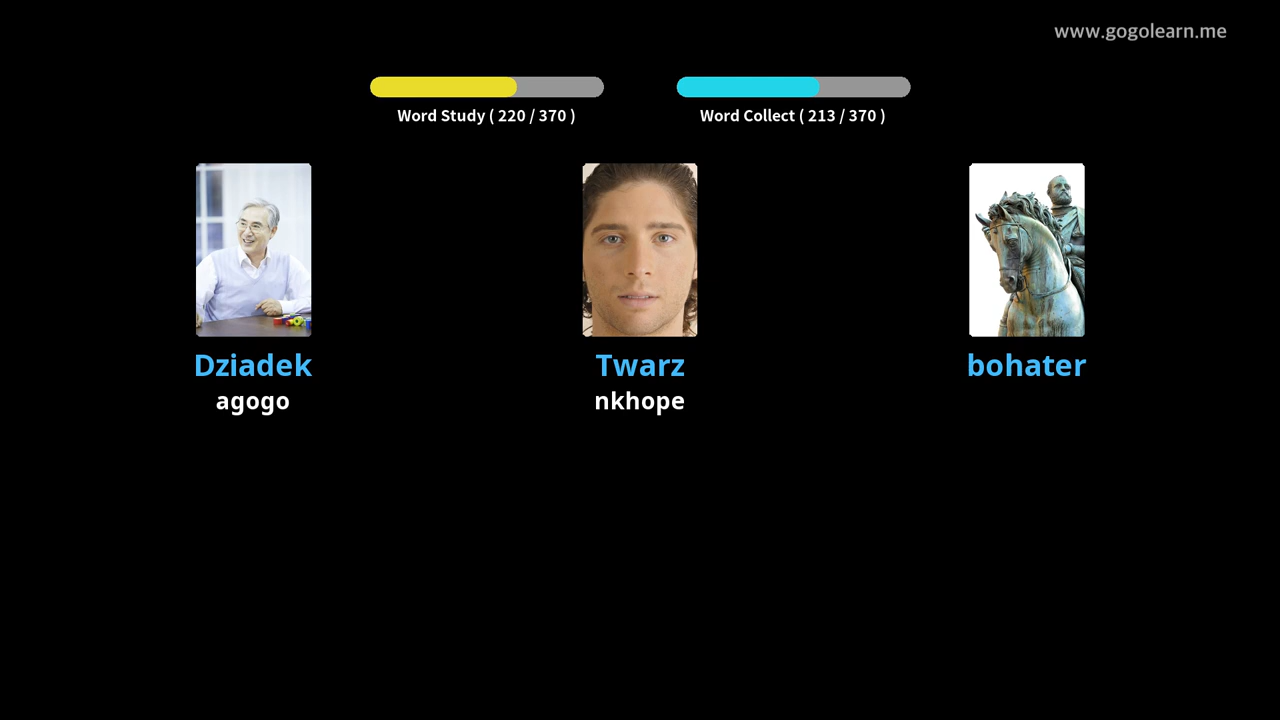 www.gogolearn.me
Word Study ( 220 / 370 )
Word Collect ( 213 / 370 )
Dziadek
agogo
Twarz
nkhope
bohater